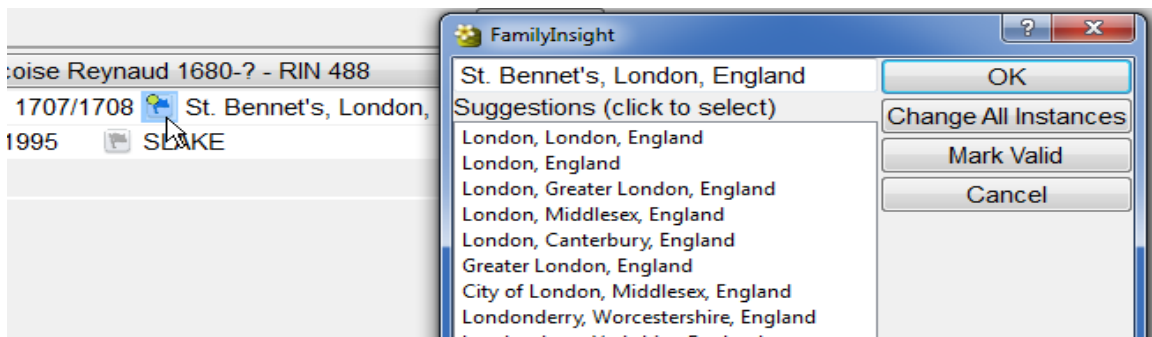 coise Reynaud 1680-? - RIN 488
1707/1708 St. Bennet's, London,
1995 SLAKE
FamilyInsight
St. Bennet's, London, England
Suggestions (click to select)
London, London, England
London, England
London, Greater London, England
London, Middlesex, England
London, Canterbury, England
Greater London, England
City of London, Middlesex, England
Londonderry, Worcestershire, England
OK
Change All Instances
Mark Valid
Cancel